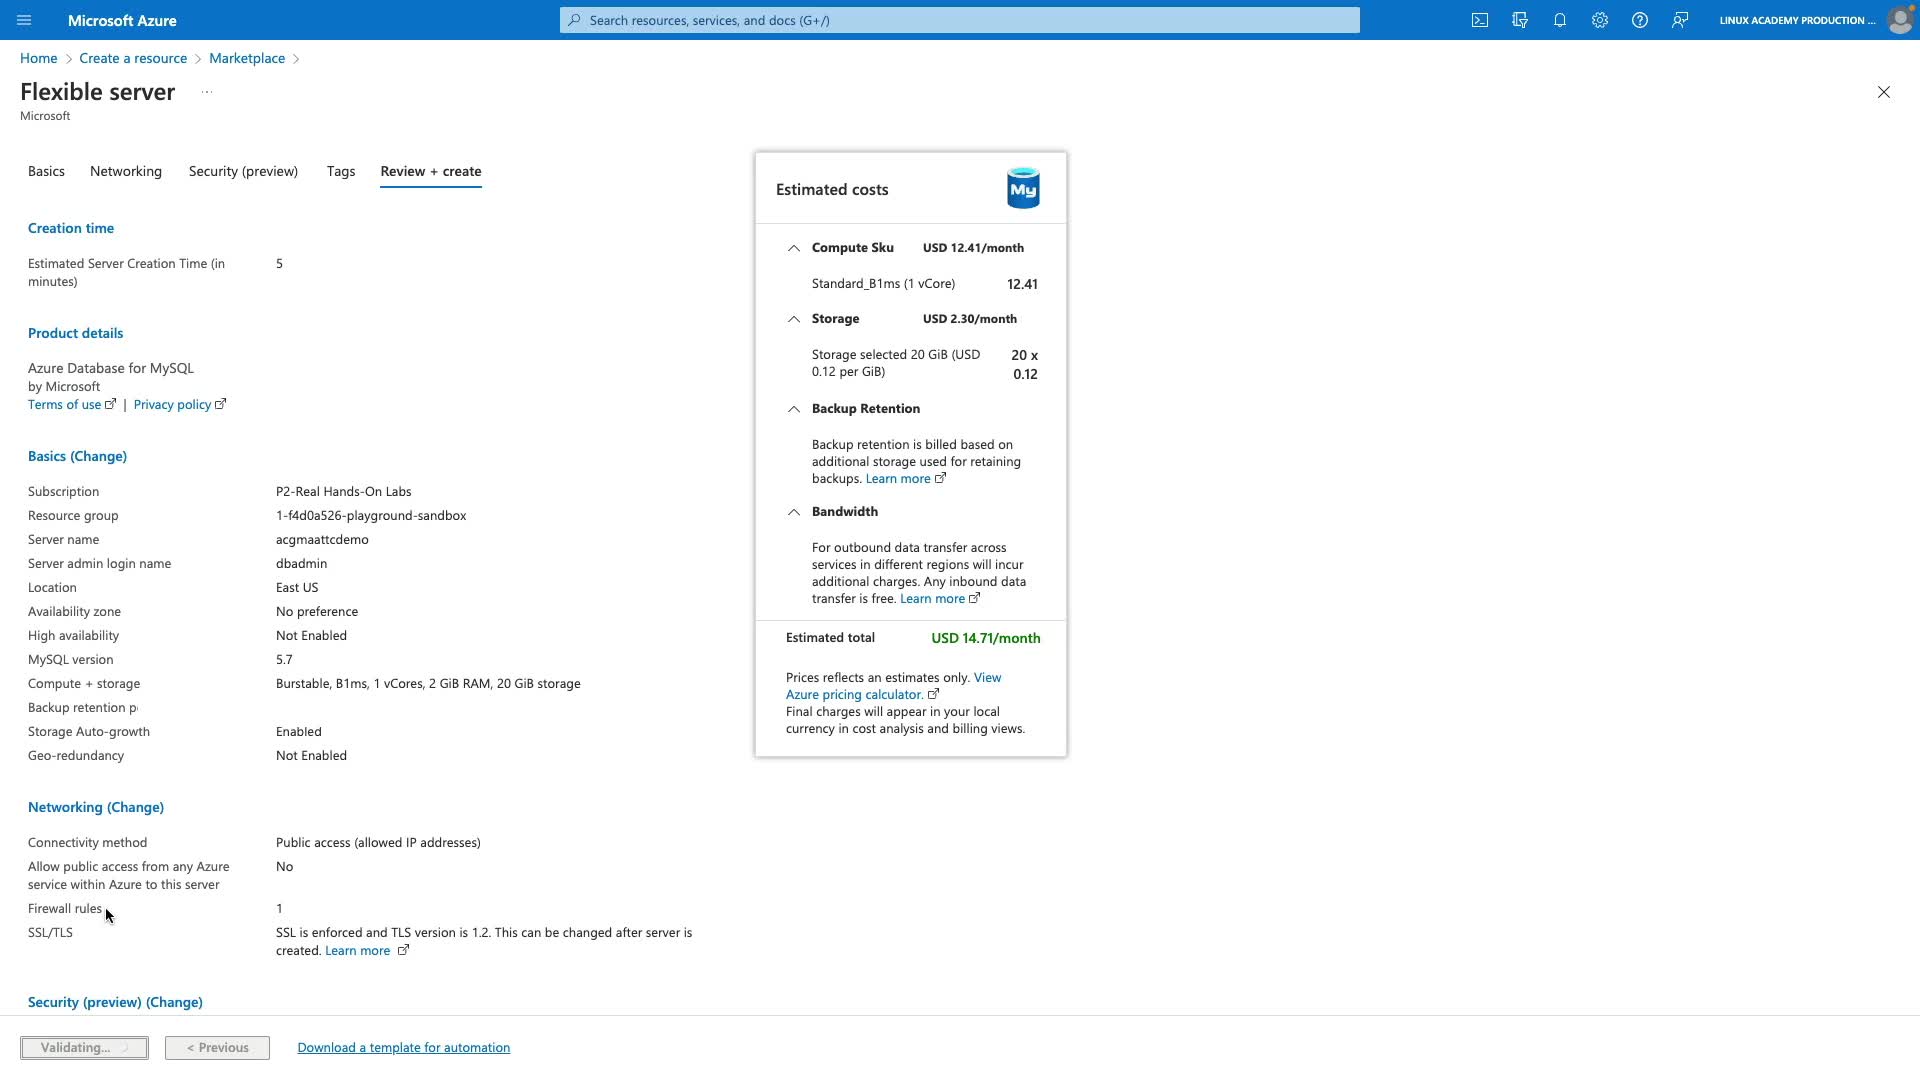 Microsoft Azure
Search resources, services, and docs (G+/)
LINUX ACADEMY PRODUCTION ...
Home > Create a resource > Marketplace >
Flexible server ...
Microsoft
Basics Networking Security (preview) Tags Review + create
Creation time
Estimated Server Creation Time (in 5
minutes)
Product details
Azure Database for MySQL
by Microsoft
Terms of use | Privacy policy
Basics (Change)
Subscription P2-Real Hands-On Labs
Resource group 1-f4d0a526-playground-sandbox
Server name acgmaattcdemo
Server admin login name dbadmin
Location East US
Availability zone No preference
High availability Not Enabled
MySQL version 5.7
Compute + storage Burstable, B1ms, 1 vCores, 2 GiB RAM, 20 GiB storage
Backup retention p
Storage Auto-growth Enabled
Geo-redundancy Not Enabled
Networking (Change)
Connectivity method Public access (allowed IP addresses)
Allow public access from any Azure No
service within Azure to this server
Firewall rules 1
SSL/TLS SSL is enforced and TLS version is 1.2. This can be changed after server is
created. Learn more
Security (preview) (Change)
Estimated costs
My
Compute Sku USD 12.41/month
Standard_B1ms (1 vCore) 12.41
Storage USD 2.30/month
Storage selected 20 GiB (USD 20 x
0.12 per GiB) 0.12
Backup Retention
Backup retention is billed based on
additional storage used for retaining
backups. Learn more
Bandwidth
For outbound data transfer across
services in different regions will incur
additional charges. Any inbound data
transfer is free. Learn more
Estimated total USD 14.71/month
Prices reflects an estimates only. View
Azure pricing calculator.
Final charges will appear in your local
currency in cost analysis and billing views.
Validating... < Previous Download a template for automation